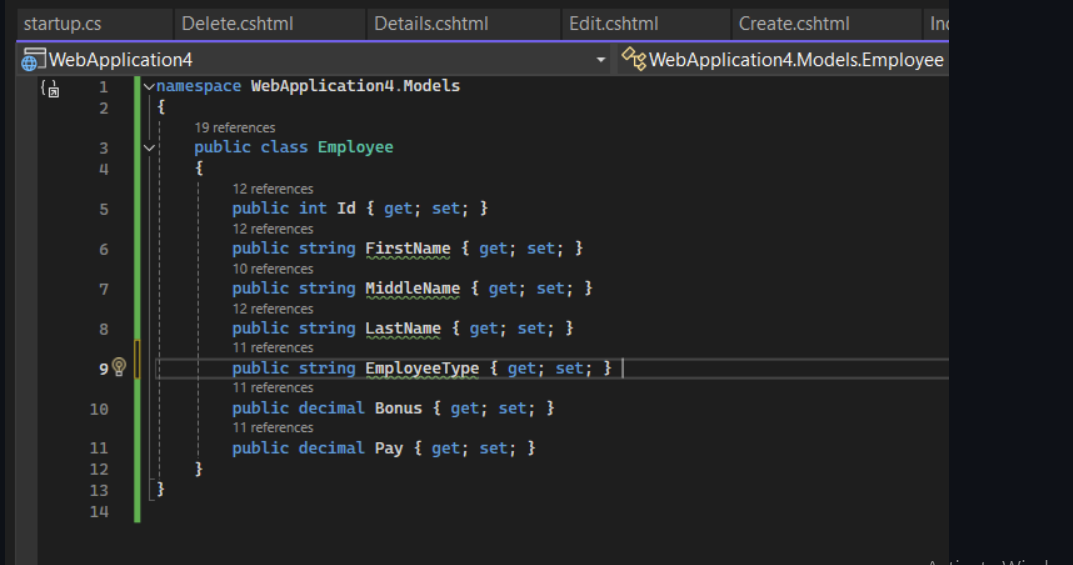 startup.cs Delete.cshtml Details.cshtml Edit.cshtml Create.cshtml
WebApplication4 WebApplication4.Models.Employee
1 namespace WebApplication4.Models
2 {
19 references
3 public class Employee
4 {
12 references
5 public int Id { get; set; }
12 references
6 public string FirstName { get; set; }
10 references
7 public string MiddleName { get; set; }
12 references
8 public string LastName { get; set; }
11 references
9 public string EmployeeType { get; set; }
11 references
10 public decimal Bonus { get; set; }
11 references
11 public decimal Pay { get; set; }
12 }
13 }
14